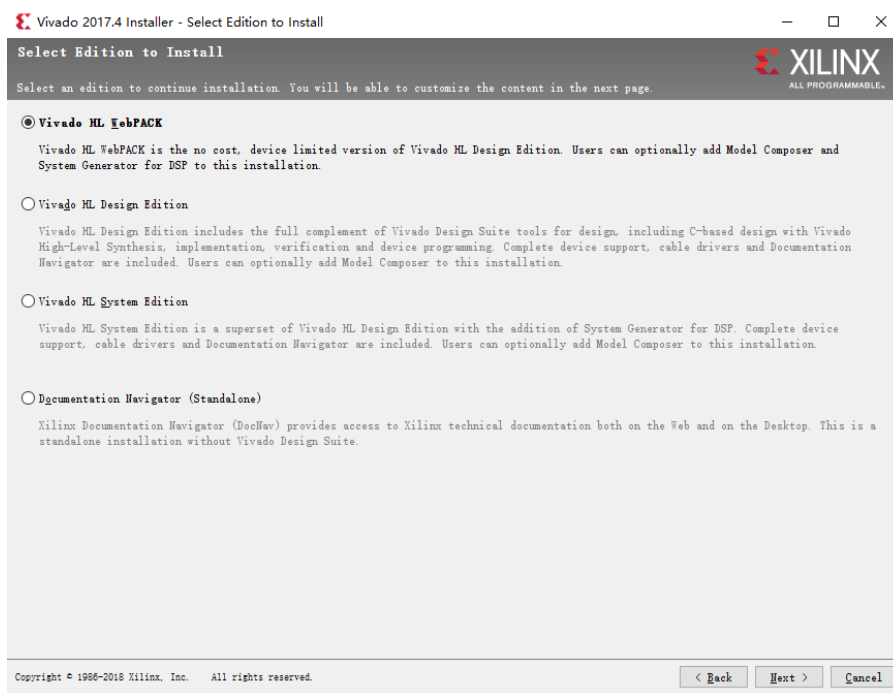 Vivado 2017.4 Installer - Select Edition to Install
Select Edition to Install
XILINX
ALL PROGRAMMABLE.
Select an edition to continue installation. You will be able to customize the content in the next page.
Vivado HL WebPACK
Vivado HL WebPACK is the no cost, device limited version of Vivado HL Design Edition. Users can optionally add Model Composer and
System Generator for DSP to this installation.
Vivado HL Design Edition
Vivado HL Design Edition includes the full complement of Vivado Design Suite tools for design, including C-based design with Vivado
High-Level Synthesis, implementation, verification and device programming. Complete device support, cable drivers and Documentation
Navigator are included. Users can optionally add Model Composer to this installation.
Vivado HL System Edition
Vivado HL System Edition is a superset of Vivado HL Design Edition with the addition of System Generator for DSP. Complete device
support, cable drivers and Documentation Navigator are included. Users can optionally add Model Composer to this installation.
Documentation Navigator (Standalone)
Xilinx Documentation Navigator (DocNav) provides access to Xilinx technical documentation both on the Web and on the Desktop. This is a
standalone installation without Vivado Design Suite.
Copyright © 1986-2018 Xilinx, Inc. All rights reserved.
< Back Next > Cancel